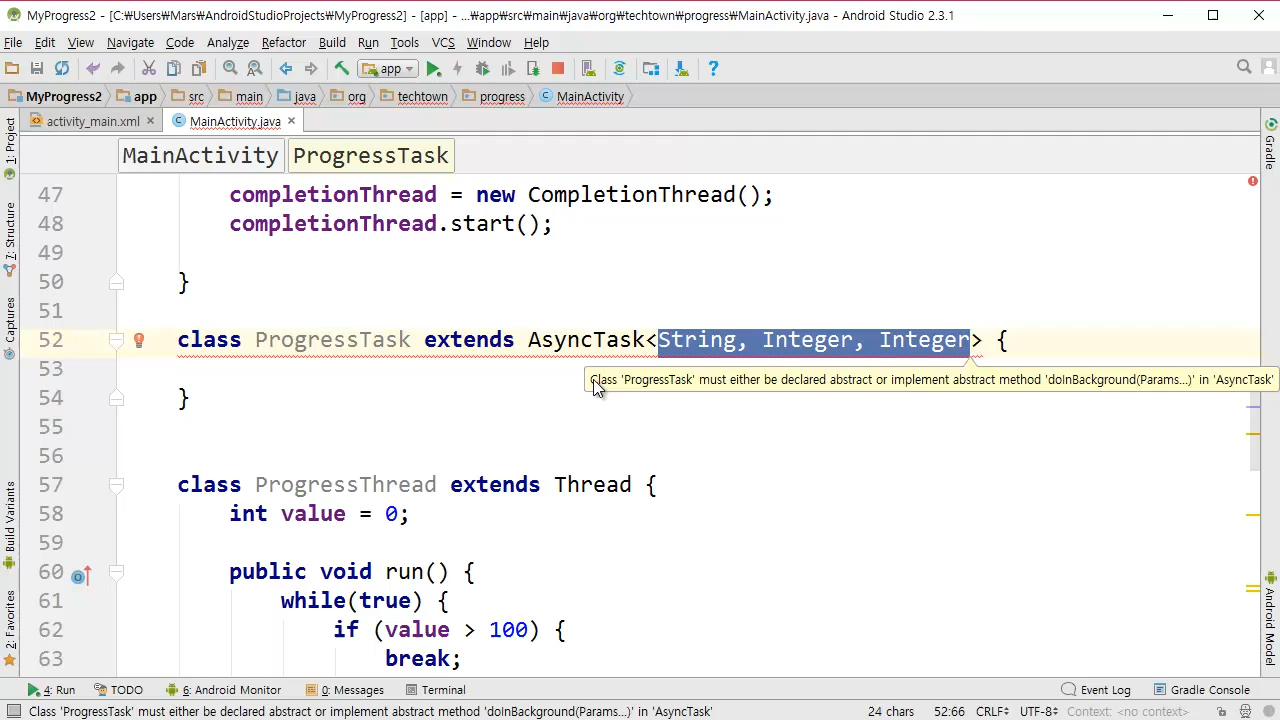 MyProgress2 - [C:₩Users₩Mars₩AndroidStudioProjects₩MyProgress2] - [app] - ...₩app₩src₩main₩java₩org₩techtown₩progress₩MainActivity.java - Android Studio 2.3.1
File Edit View Navigate Code Analyze Refactor Build Run Tools VCS Window Help
app
MyProgress2 app src main java org techtown progress MainActivity
activity_main.xml MainActivity.java
MainActivity ProgressTask
47 completionThread = new CompletionThread();
48 completionThread.start();
49
50 }
51
52 class ProgressTask extends AsyncTask<String, Integer, Integer> {
53
Class 'ProgressTask' must either be declared abstract or implement abstract method 'doInBackground(Params...)' in 'AsyncTask'
54 }
55
56
57 class ProgressThread extends Thread {
58 int value = 0;
59
60 public void run() {
61 while(true) {
62 if (value > 100) {
63 break;
1: Project
7: Structure
Captures
Build Variants
2: Favorites
Gradle
Android Model
4: Run TODO 6: Android Monitor 0: Messages Terminal Event Log Gradle Console
Class 'ProgressTask' must either be declared abstract or implement abstract method 'doInBackground(Params...)' in 'AsyncTask' 24 chars 52:66 CRLF UTF-8 Context: <no context>